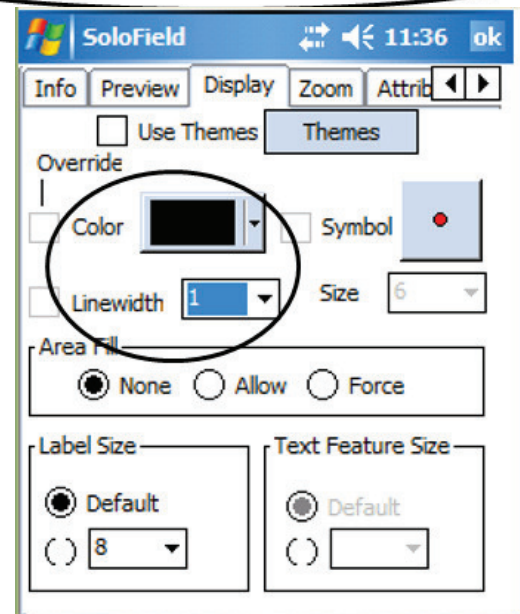 SoloField 11:36 ok
Info Preview Display Zoom Attrib
Use Themes Themes
Override
Color Symbol
Linewidth 1 Size 6
Area Fill
None Allow Force
Label Size Text Feature Size
Default Default
8